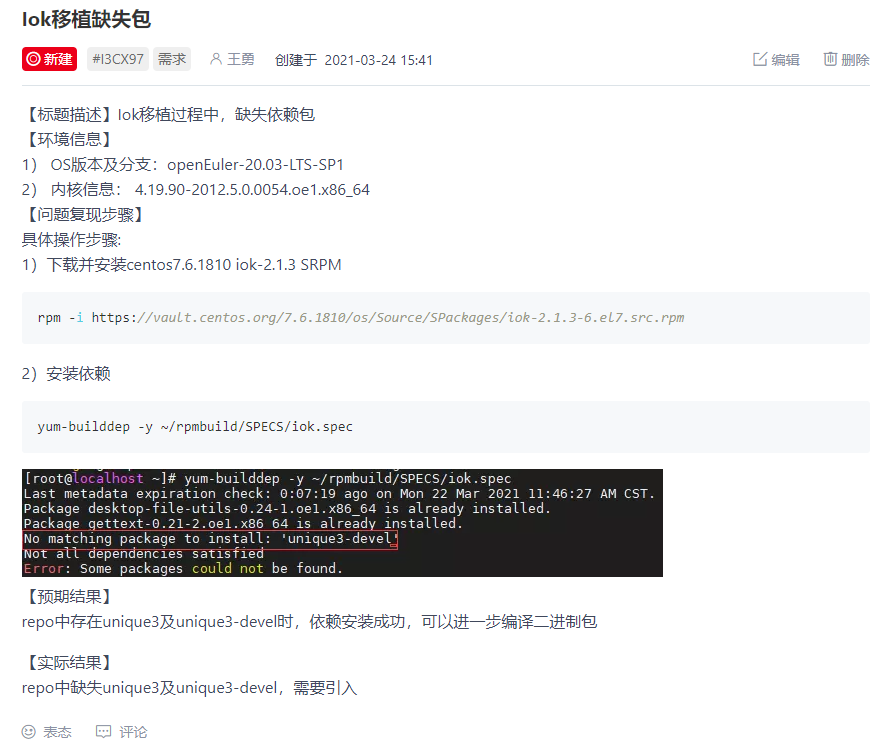 Iok移植缺失包
新建 #I3CX97 需求 王勇 创建于 2021-03-24 15:41 编辑 删除
【标题描述】Iok移植过程中，缺失依赖包
【环境信息】
1） OS版本及分支：openEuler-20.03-LTS-SP1
2） 内核信息： 4.19.90-2012.5.0.0054.oe1.x86_64
【问题复现步骤】
具体操作步骤:
1）下载并安装centos7.6.1810 iok-2.1.3 SRPM
rpm -i https://vault.centos.org/7.6.1810/os/Source/SPackages/iok-2.1.3-6.el7.src.rpm
2）安装依赖
yum-builddep -y ~/rpmbuild/SPECS/iok.spec
[root@localhost ~]# yum-builddep -y ~/rpmbuild/SPECS/iok.spec
Last metadata expiration check: 0:07:19 ago on Mon 22 Mar 2021 11:46:27 AM CST.
Package desktop-file-utils-0.24-1.oe1.x86_64 is already installed.
Package gettext-0.21-2.oe1.x86_64 is already installed.
No matching package to install: 'unique3-devel'
Not all dependencies satisfied
Error: Some packages could not be found.
【预期结果】
repo中存在unique3及unique3-devel时，依赖安装成功，可以进一步编译二进制包
【实际结果】
repo中缺失unique3及unique3-devel，需要引入
表态 评论